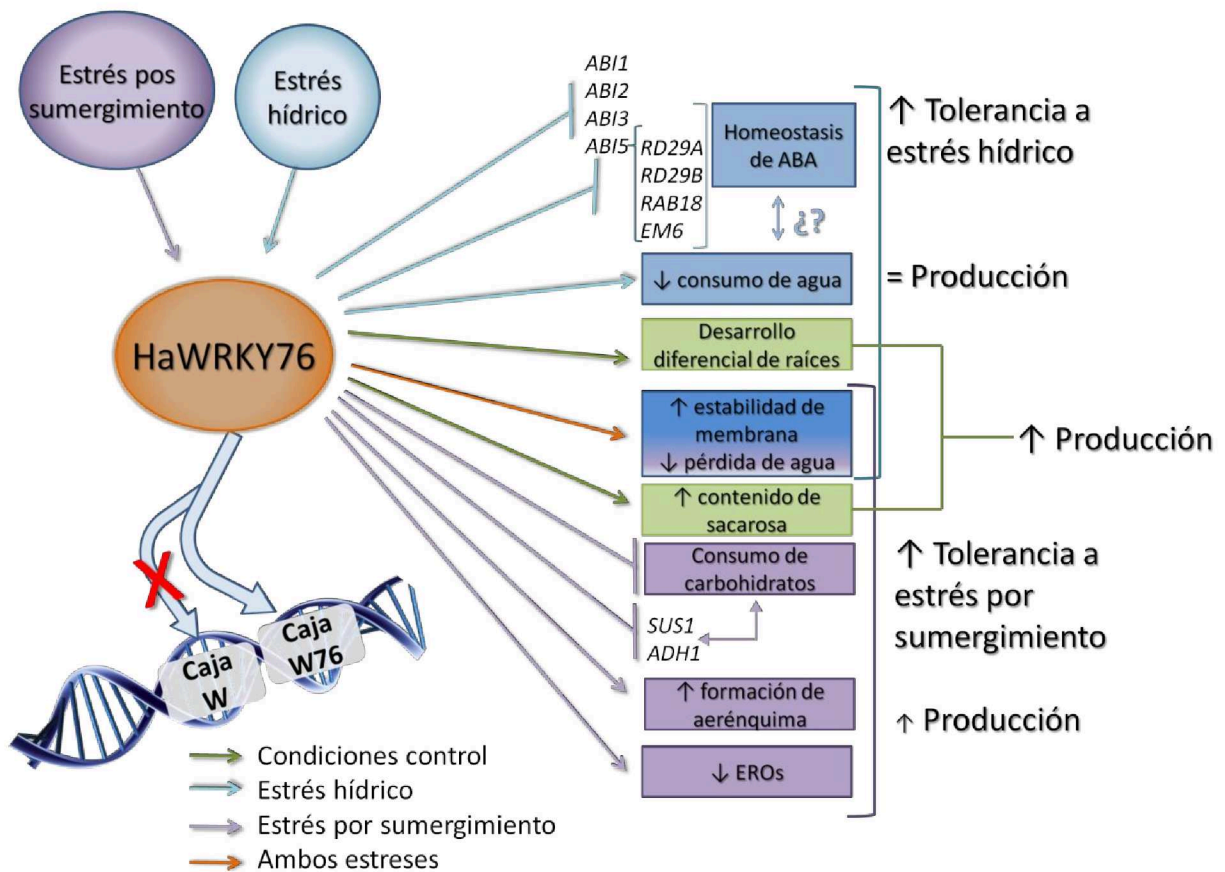 Estrés pos
sumergimiento
Estrés
hídrico
HaWRKY76
Caja
W
Caja
W76
ABI1
ABI2
ABI3
ABI5
RD29A
RD29B
RAB18
EM6
Homeostasis
de ABA
¿?
↓ consumo de agua
Desarrollo
diferencial de raíces
↑ estabilidad de
membrana
↓ pérdida de agua
↑ contenido de
sacarosa
Consumo de
carbohidratos
SUS1
ADH1
↑ formación de
aerénquima
↓ EROs
↑ Tolerancia a
estrés hídrico
= Producción
↑ Producción
↑ Tolerancia a
estrés por
sumergimiento
↑ Producción
Condiciones control
Estrés hídrico
Estrés por sumergimiento
Ambos estreses